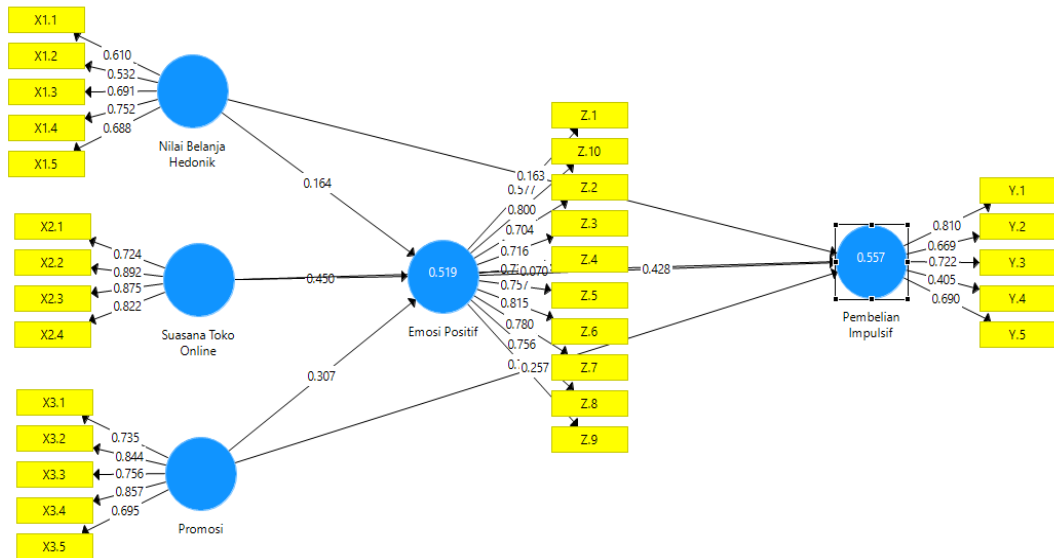 X1.1
X1.2
X1.3
X1.4
X1.5
0.610
0.532
0.691
0.752
0.688
Nilai Belanja
Hedonik
0.164
0.163
X2.1
X2.2
X2.3
X2.4
0.724
0.892
0.875
0.822
Suasana Toko
Online
0.450
0.070
0.428
X3.1
X3.2
X3.3
X3.4
X3.5
0.735
0.844
0.756
0.857
0.695
Promosi
0.307
0.257
0.519
Emosi Positif
0.577
0.800
0.704
0.716
0.757
0.815
0.780
0.756
Z.1
Z.10
Z.2
Z.3
Z.4
Z.5
Z.6
Z.7
Z.8
Z.9
0.557
Pembelian
Impulsif
0.810
0.669
0.722
0.405
0.690
Y.1
Y.2
Y.3
Y.4
Y.5